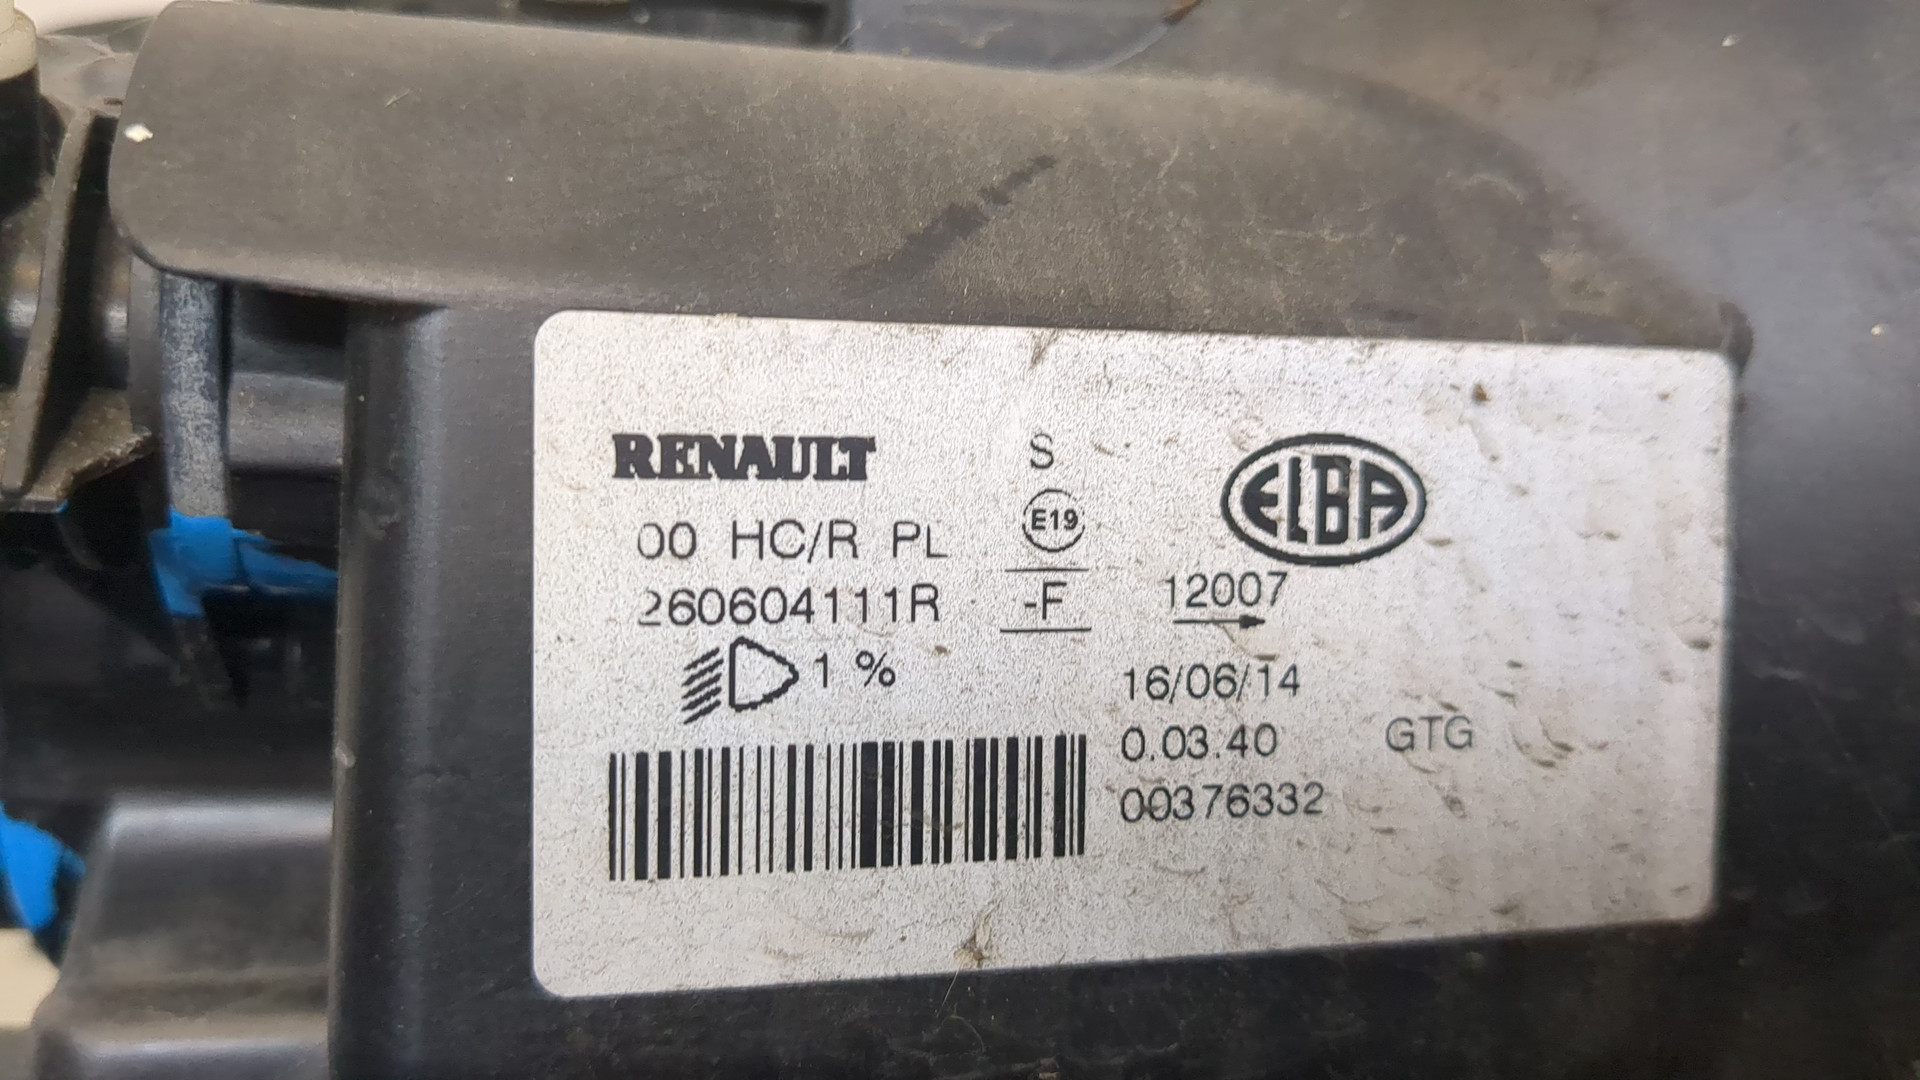 RENAULT
S
ELBA
00 HC/R PL
E19
260604111R
-F
12007
1 %
16/06/14
0.03.40
GTG
00376332